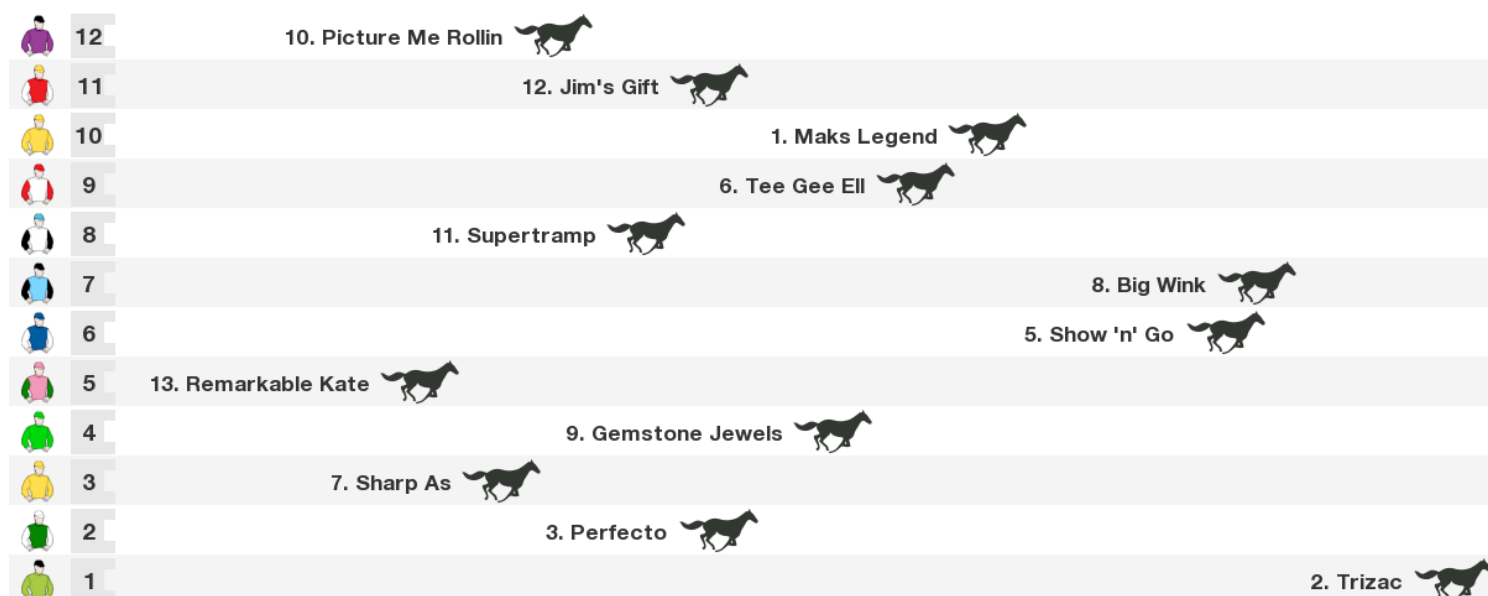 12 10. Picture Me Rollin
11 12. Jim's Gift
10 1. Maks Legend
9 6. Tee Gee Ell
8 11. Supertramp
7 8. Big Wink
6 5. Show 'n' Go
5 13. Remarkable Kate
4 9. Gemstone Jewels
3 7. Sharp As
2 3. Perfecto
1 2. Trizac